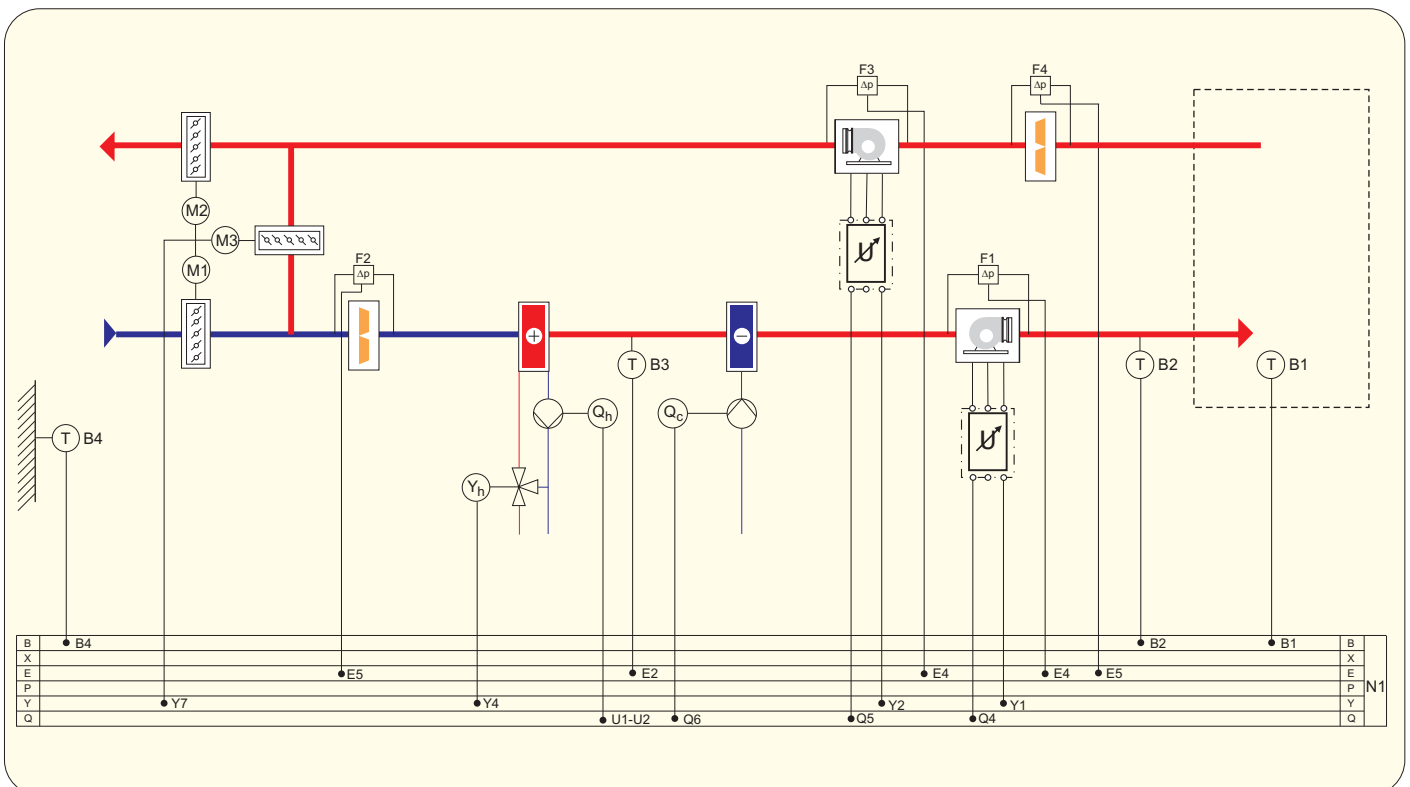 F3
F4
Δp
Δp
M2
M3
M1
F2
F1
Δp
Δp
U
+
−
T
B3
T
B2
T
B1
U
Qh
Qc
T
B4
Yh
B
B4
B2
B1
B
X
X
E
E5
E2
E4
E4
E5
E
P
P
N1
Y
Y7
Y4
Y2
Y1
Y
Q
U1-U2
Q6
Q5
Q4
Q